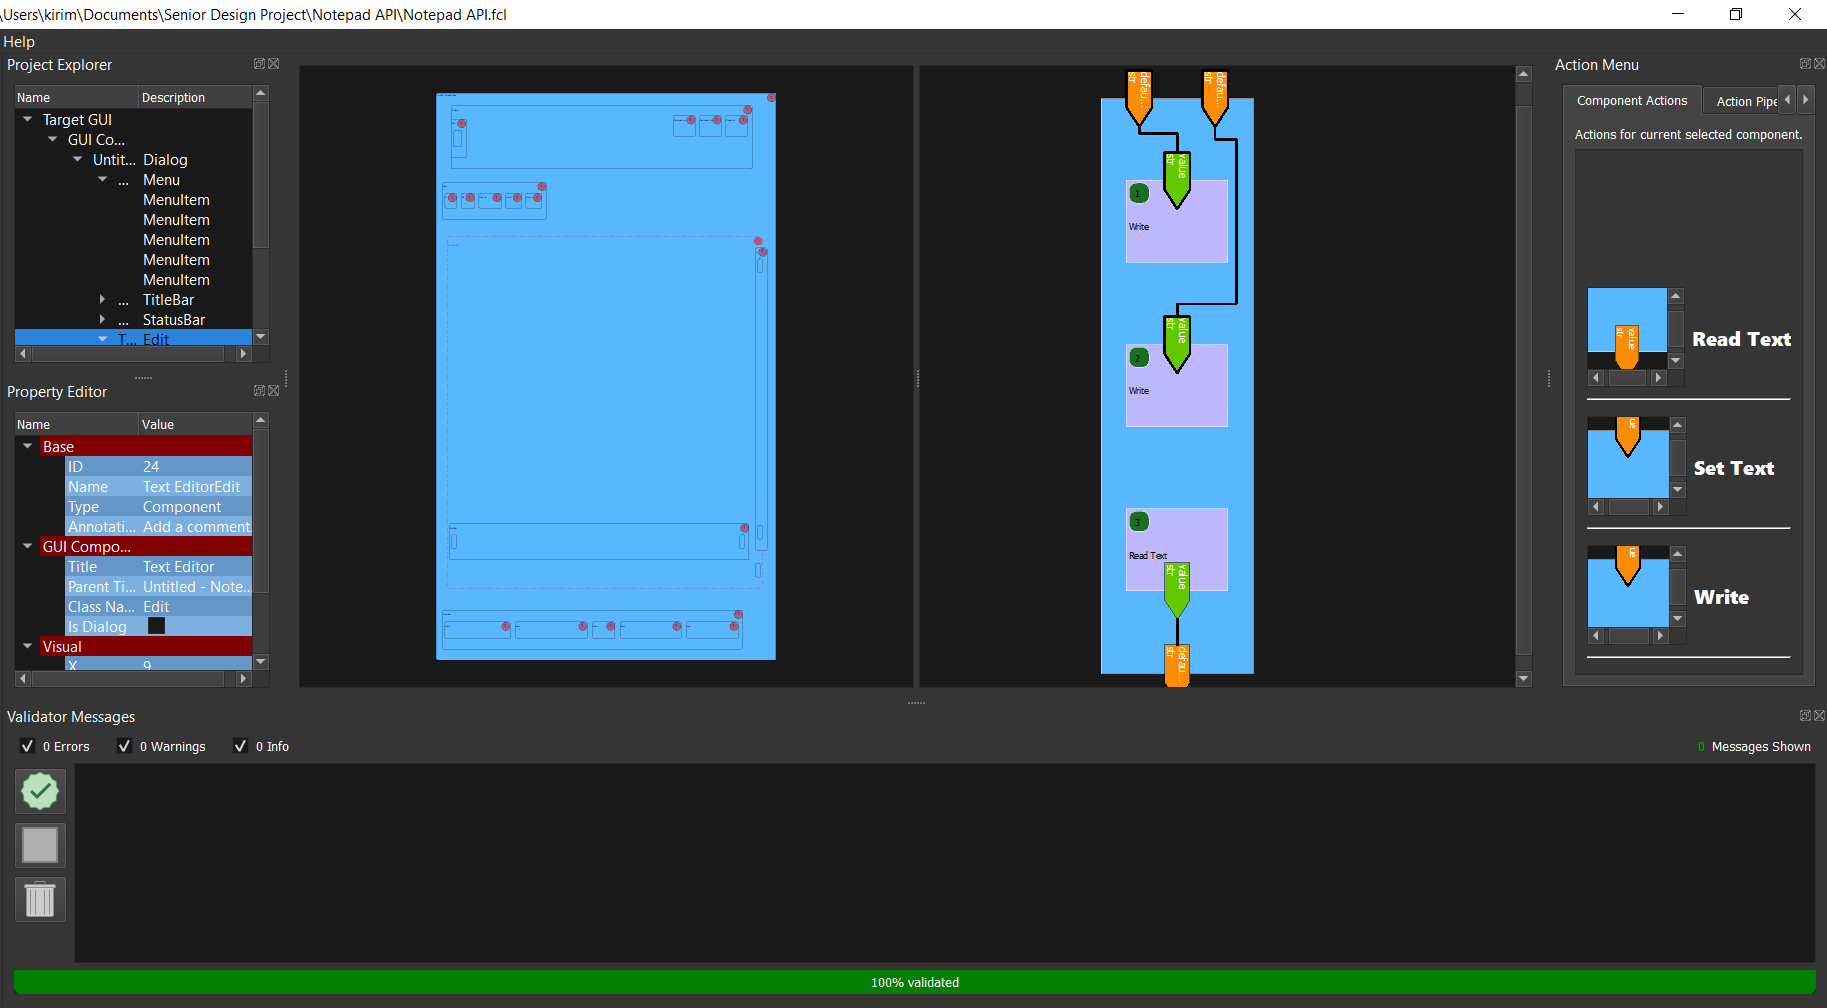 \Users\kirim\Documents\Senior Design Project\Notepad API\Notepad API.fcl
Help
Project Explorer
Name Description
Target GUI
GUI Co...
Untit... Dialog
... Menu
MenuItem
MenuItem
MenuItem
MenuItem
MenuItem
... TitleBar
... StatusBar
T... Edit
Property Editor
Name Value
Base
ID 24
Name Text EditorEdit
Type Component
Annotati... Add a comment
GUI Compo...
Title Text Editor
Parent Ti... Untitled - Note...
Class Na... Edit
Is Dialog
Visual
X 9
defau... str
defau... str
value str
1
Write
value str
2
Write
3
Read Text
value str
defau... str
Action Menu
Component Actions Action Pipe
Actions for current selected component.
value str
Read Text
ue
Set Text
ue
Write
Validator Messages
0 Errors 0 Warnings 0 Info
0 Messages Shown
100% validated